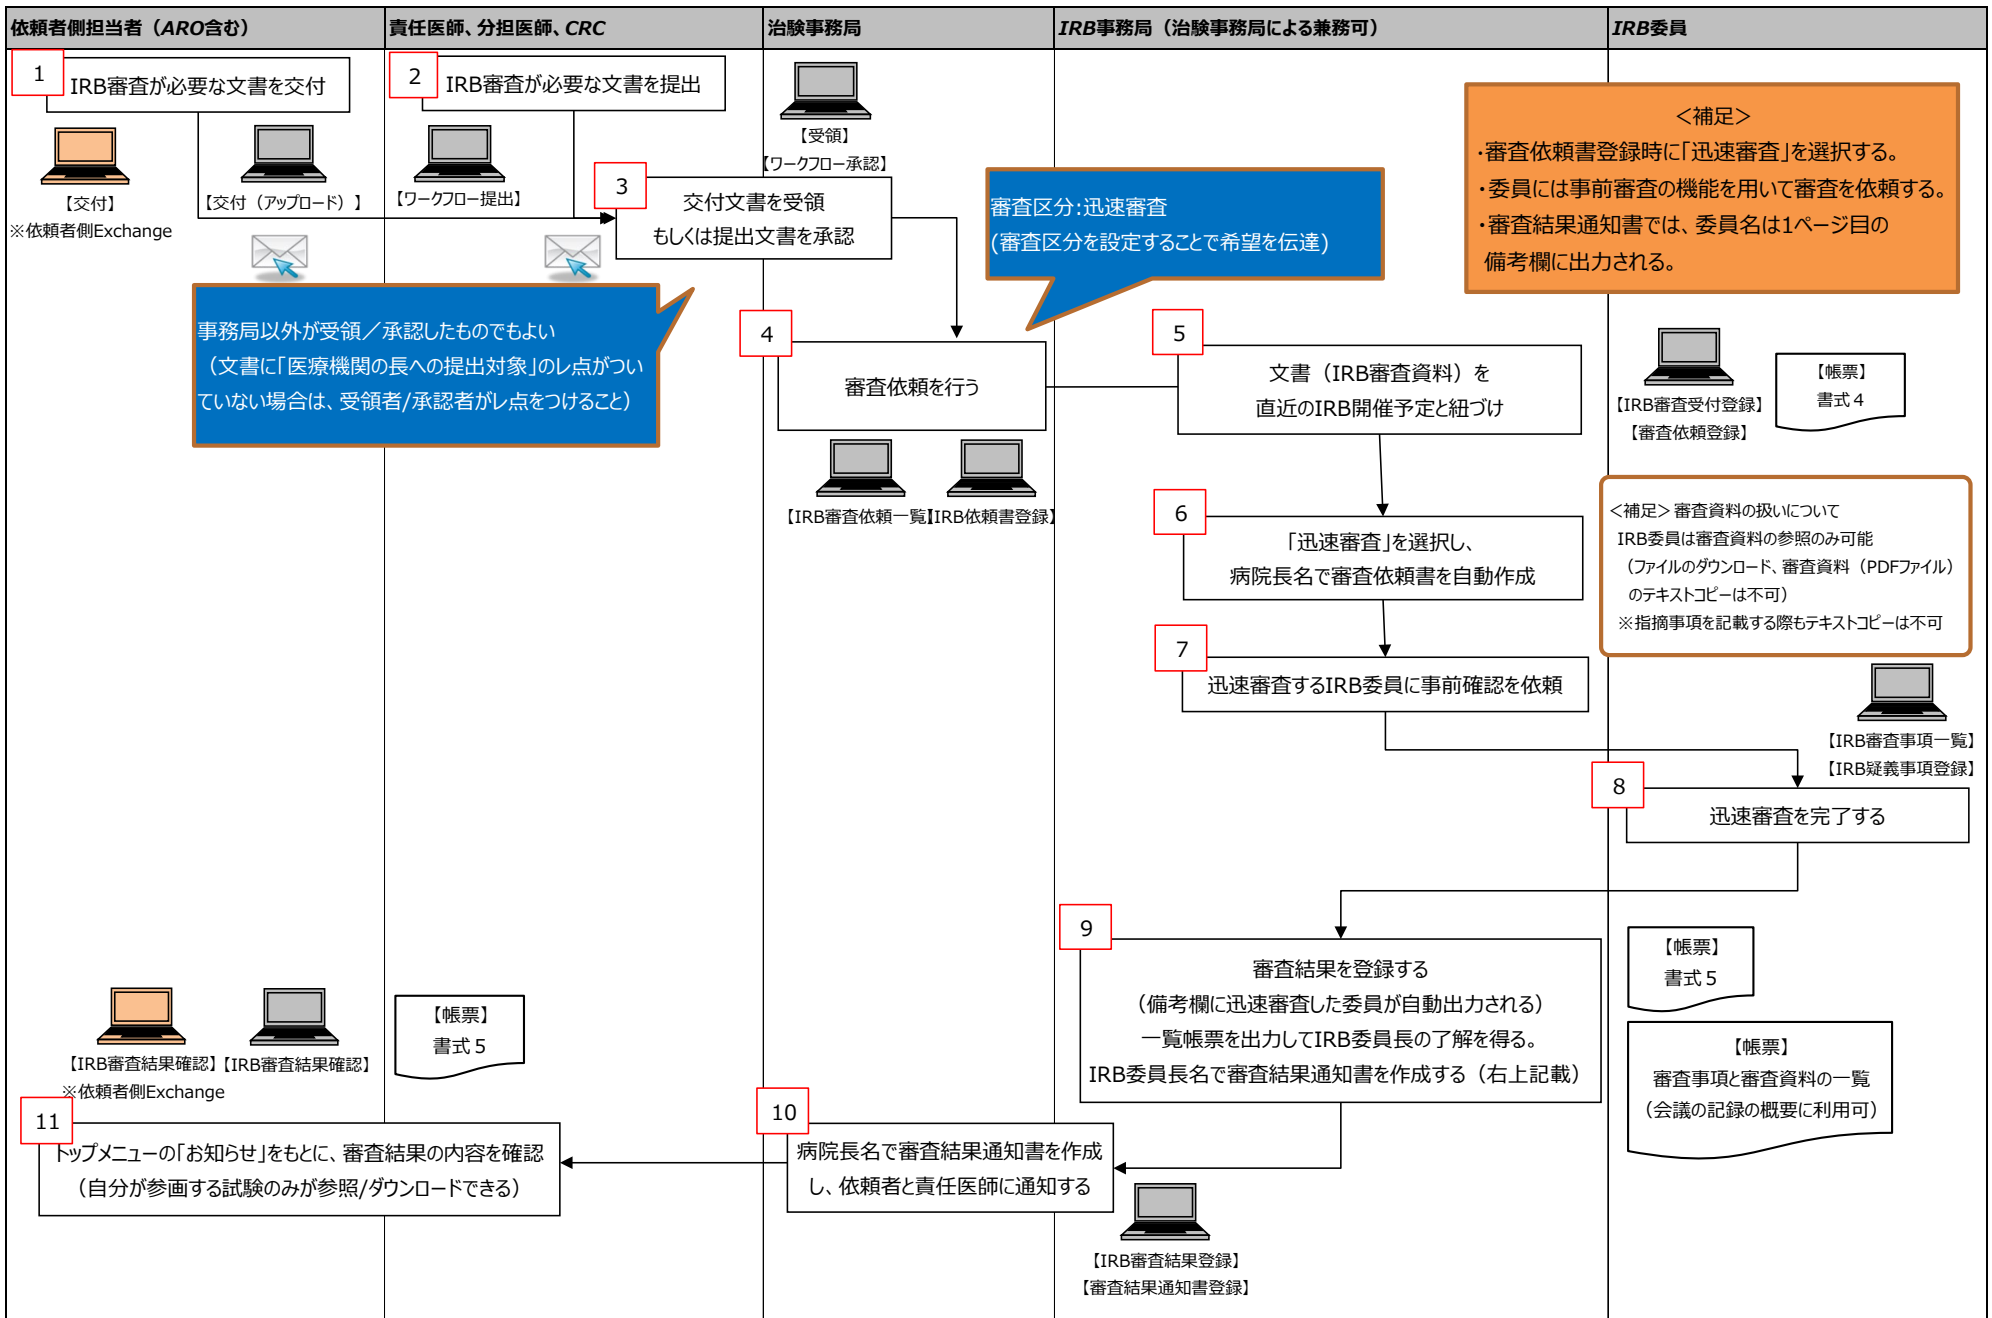 依頼者側担当者（ARO含む）
責任医師、分担医師、CRC
治験事務局
IRB事務局（治験事務局による兼務可）
IRB委員
1
IRB審査が必要な文書を交付
【交付】
※依頼者側Exchange
【交付（アップロード）】
2
IRB審査が必要な文書を提出
【ワークフロー提出】
【受領】
【ワークフロー承認】
3
交付文書を受領
もしくは提出文書を承認
事務局以外が受領／承認したものでもよい
（文書に「医療機関の長への提出対象」のレ点がつい
ていない場合は、受領者/承認者がレ点をつけること）
審査区分:迅速審査
(審査区分を設定することで希望を伝達)
＜補足＞
・審査依頼書登録時に「迅速審査」を選択する。
・委員には事前審査の機能を用いて審査を依頼する。
・審査結果通知書では、委員名は1ページ目の
備考欄に出力される。
4
審査依頼を行う
【IRB審査依頼一覧】
【IRB依頼書登録】
5
文書（IRB審査資料）を
直近のIRB開催予定と紐づけ
【IRB審査受付登録】
【審査依頼登録】
【帳票】
書式４
6
「迅速審査」を選択し、
病院長名で審査依頼書を自動作成
＜補足＞審査資料の扱いについて
IRB委員は審査資料の参照のみ可能
（ファイルのダウンロード、審査資料（PDFファイル）
のテキストコピーは不可）
※指摘事項を記載する際もテキストコピーは不可
7
迅速審査するIRB委員に事前確認を依頼
【IRB審査事項一覧】
【IRB疑義事項登録】
8
迅速審査を完了する
9
審査結果を登録する
（備考欄に迅速審査した委員が自動出力される）
一覧帳票を出力してIRB委員長の了解を得る。
IRB委員長名で審査結果通知書を作成する（右上記載）
【帳票】
書式５
【帳票】
審査事項と審査資料の一覧
（会議の記録の概要に利用可）
10
病院長名で審査結果通知書を作成
し、依頼者と責任医師に通知する
【IRB審査結果登録】
【審査結果通知書登録】
【IRB審査結果確認】
※依頼者側Exchange
【IRB審査結果確認】
【帳票】
書式５
11
トップメニューの「お知らせ」をもとに、審査結果の内容を確認
（自分が参画する試験のみが参照/ダウンロードできる）